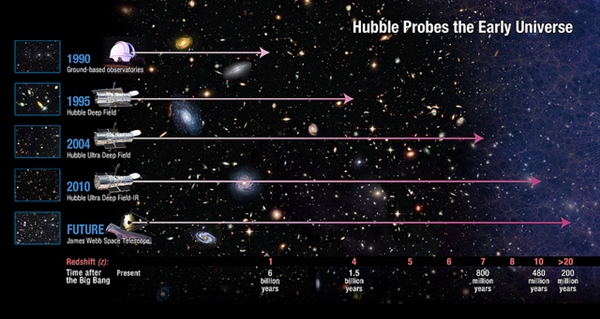 Hubble Probes the Early Universe
1990
Ground-based observatories
1995
Hubble Deep Field
2004
Hubble Ultra Deep Field
2010
Hubble Ultra Deep Field-IR
FUTURE
James Webb Space Telescope
Redshift (z): 1 4 5 6 7 8 10 >20
Time after
the Big Bang
Present
6
billion
years
1.5
billion
years
800
million
years
480
million
years
200
million
years